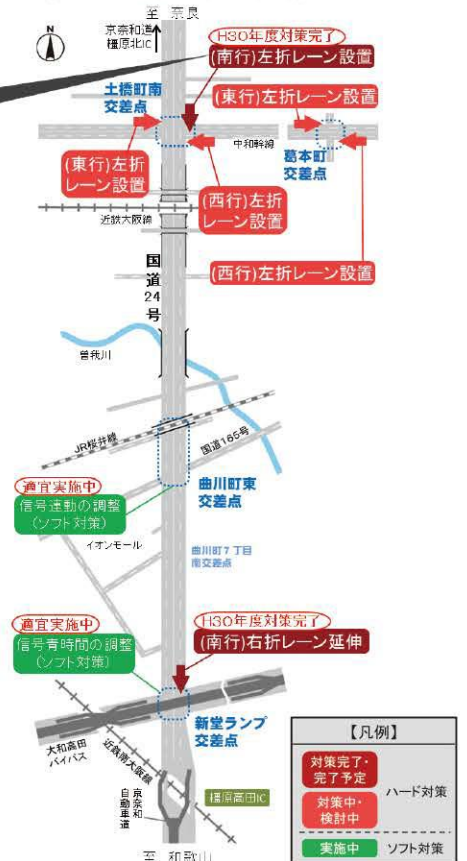 至 奈良
京奈和道
橿原北IC
N
H30年度対策完了
(南行)左折レーン設置
土橋町南
交差点
(東行)左折レーン設置
中和幹線
葛本町
交差点
(東行)左折
レーン設置
(西行)左折
レーン設置
近鉄大阪線
(西行)左折レーン設置
国道24号
曽我川
JR桜井線
国道165号
適宜実施中
信号連動の調整
(ソフト対策)
曲川町東
交差点
イオンモール
曲川町7丁目
南交差点
適宜実施中
信号青時間の調整
(ソフト対策)
H30年度対策完了
(南行)右折レーン延伸
新堂ランプ
交差点
大和高田
バイパス
近鉄南大阪線
京奈和
自動車道
橿原高田IC
至 和歌山
【凡例】
対策完了・
完了予定
ハード対策
対策中・
検討中
実施中
ソフト対策